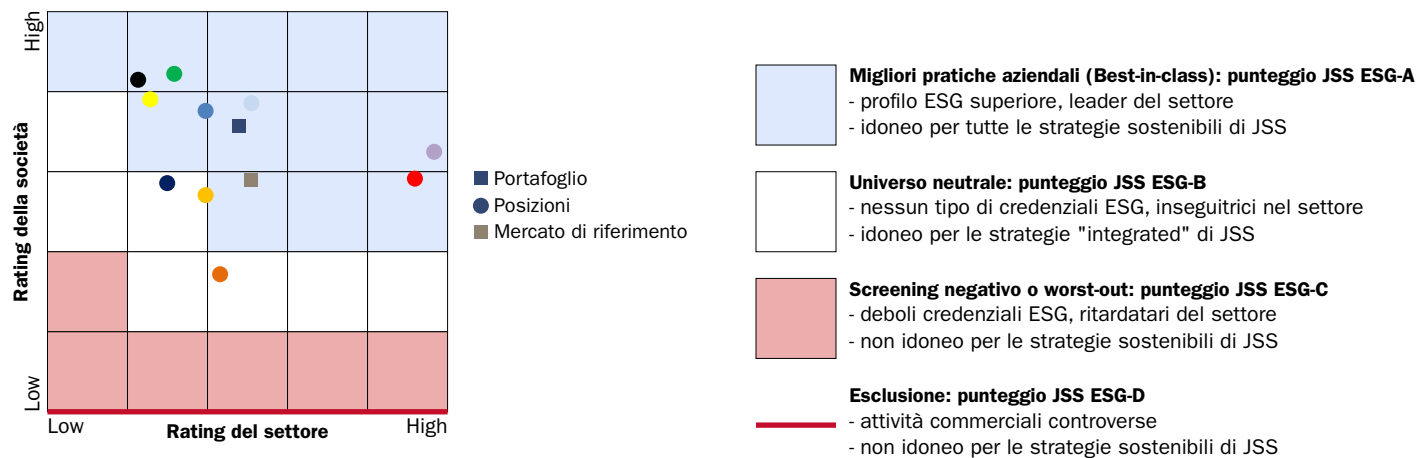 High
Rating della società
Low
Low
Rating del settore
High
Portafoglio
Posizioni
Mercato di riferimento
Migliori pratiche aziendali (Best-in-class): punteggio JSS ESG-A
- profilo ESG superiore, leader del settore
- idoneo per tutte le strategie sostenibili di JSS
Universo neutrale: punteggio JSS ESG-B
- nessun tipo di credenziali ESG, inseguitrici nel settore
- idoneo per le strategie "integrated" di JSS
Screening negativo o worst-out: punteggio JSS ESG-C
- deboli credenziali ESG, ritardatari del settore
- non idoneo per le strategie sostenibili di JSS
Esclusione: punteggio JSS ESG-D
- attività commerciali controverse
- non idoneo per le strategie sostenibili di JSS